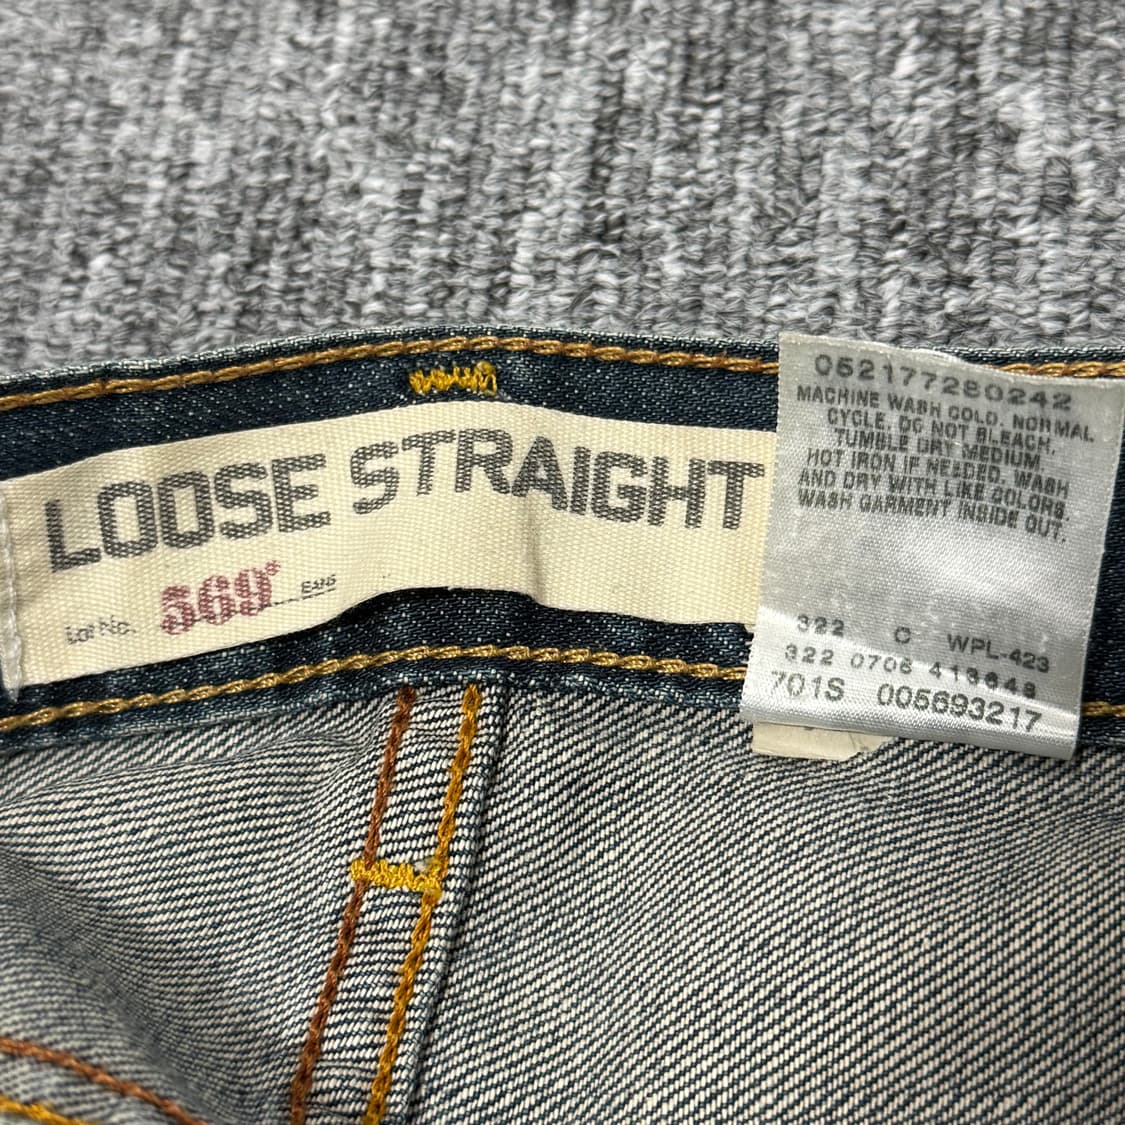 LOOSE STRAIGHT
Lot No. 569* EANS
052177280242
MACHINE WASH COLD, NORMAL
CYCLE, DO NOT BLEACH,
TUMBLE DRY MEDIUM,
HOT IRON IF NEEDED, WASH
AND DRY WITH LIKE COLORS.
WASH GARMENT INSIDE OUT.
322 C WPL-423
322 0706 413648
701S 005693217